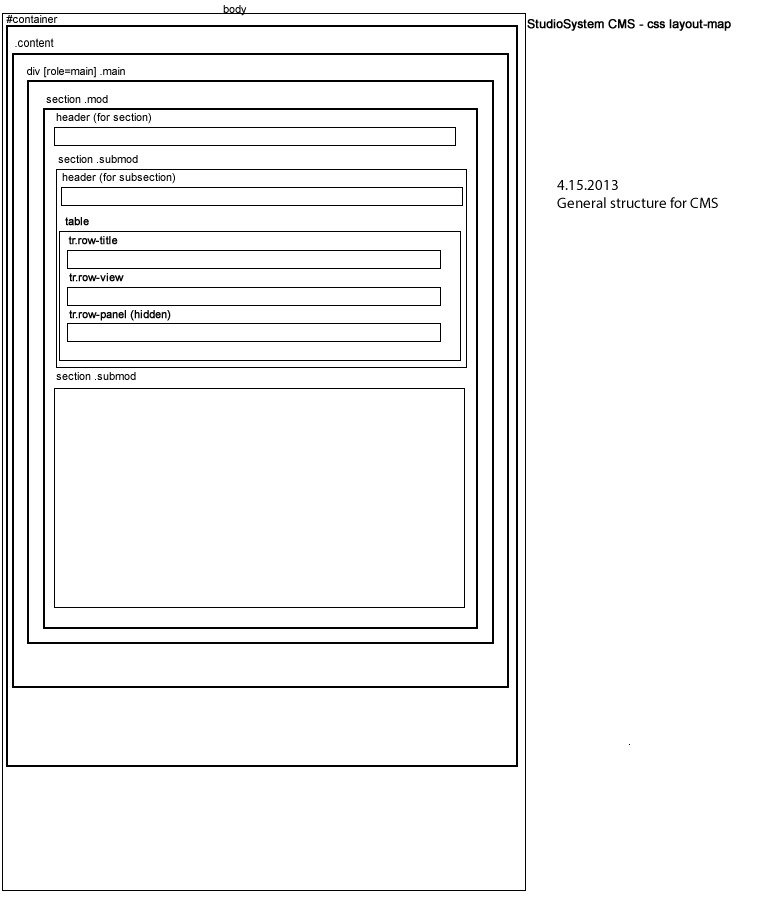 body
#container
StudioSystem CMS - css layout-map
.content
div [role=main] .main
section .mod
header (for section)
section .submod
header (for subsection)
4.15.2013
General structure for CMS
table
tr.row-title
tr.row-view
tr.row-panel (hidden)
section .submod